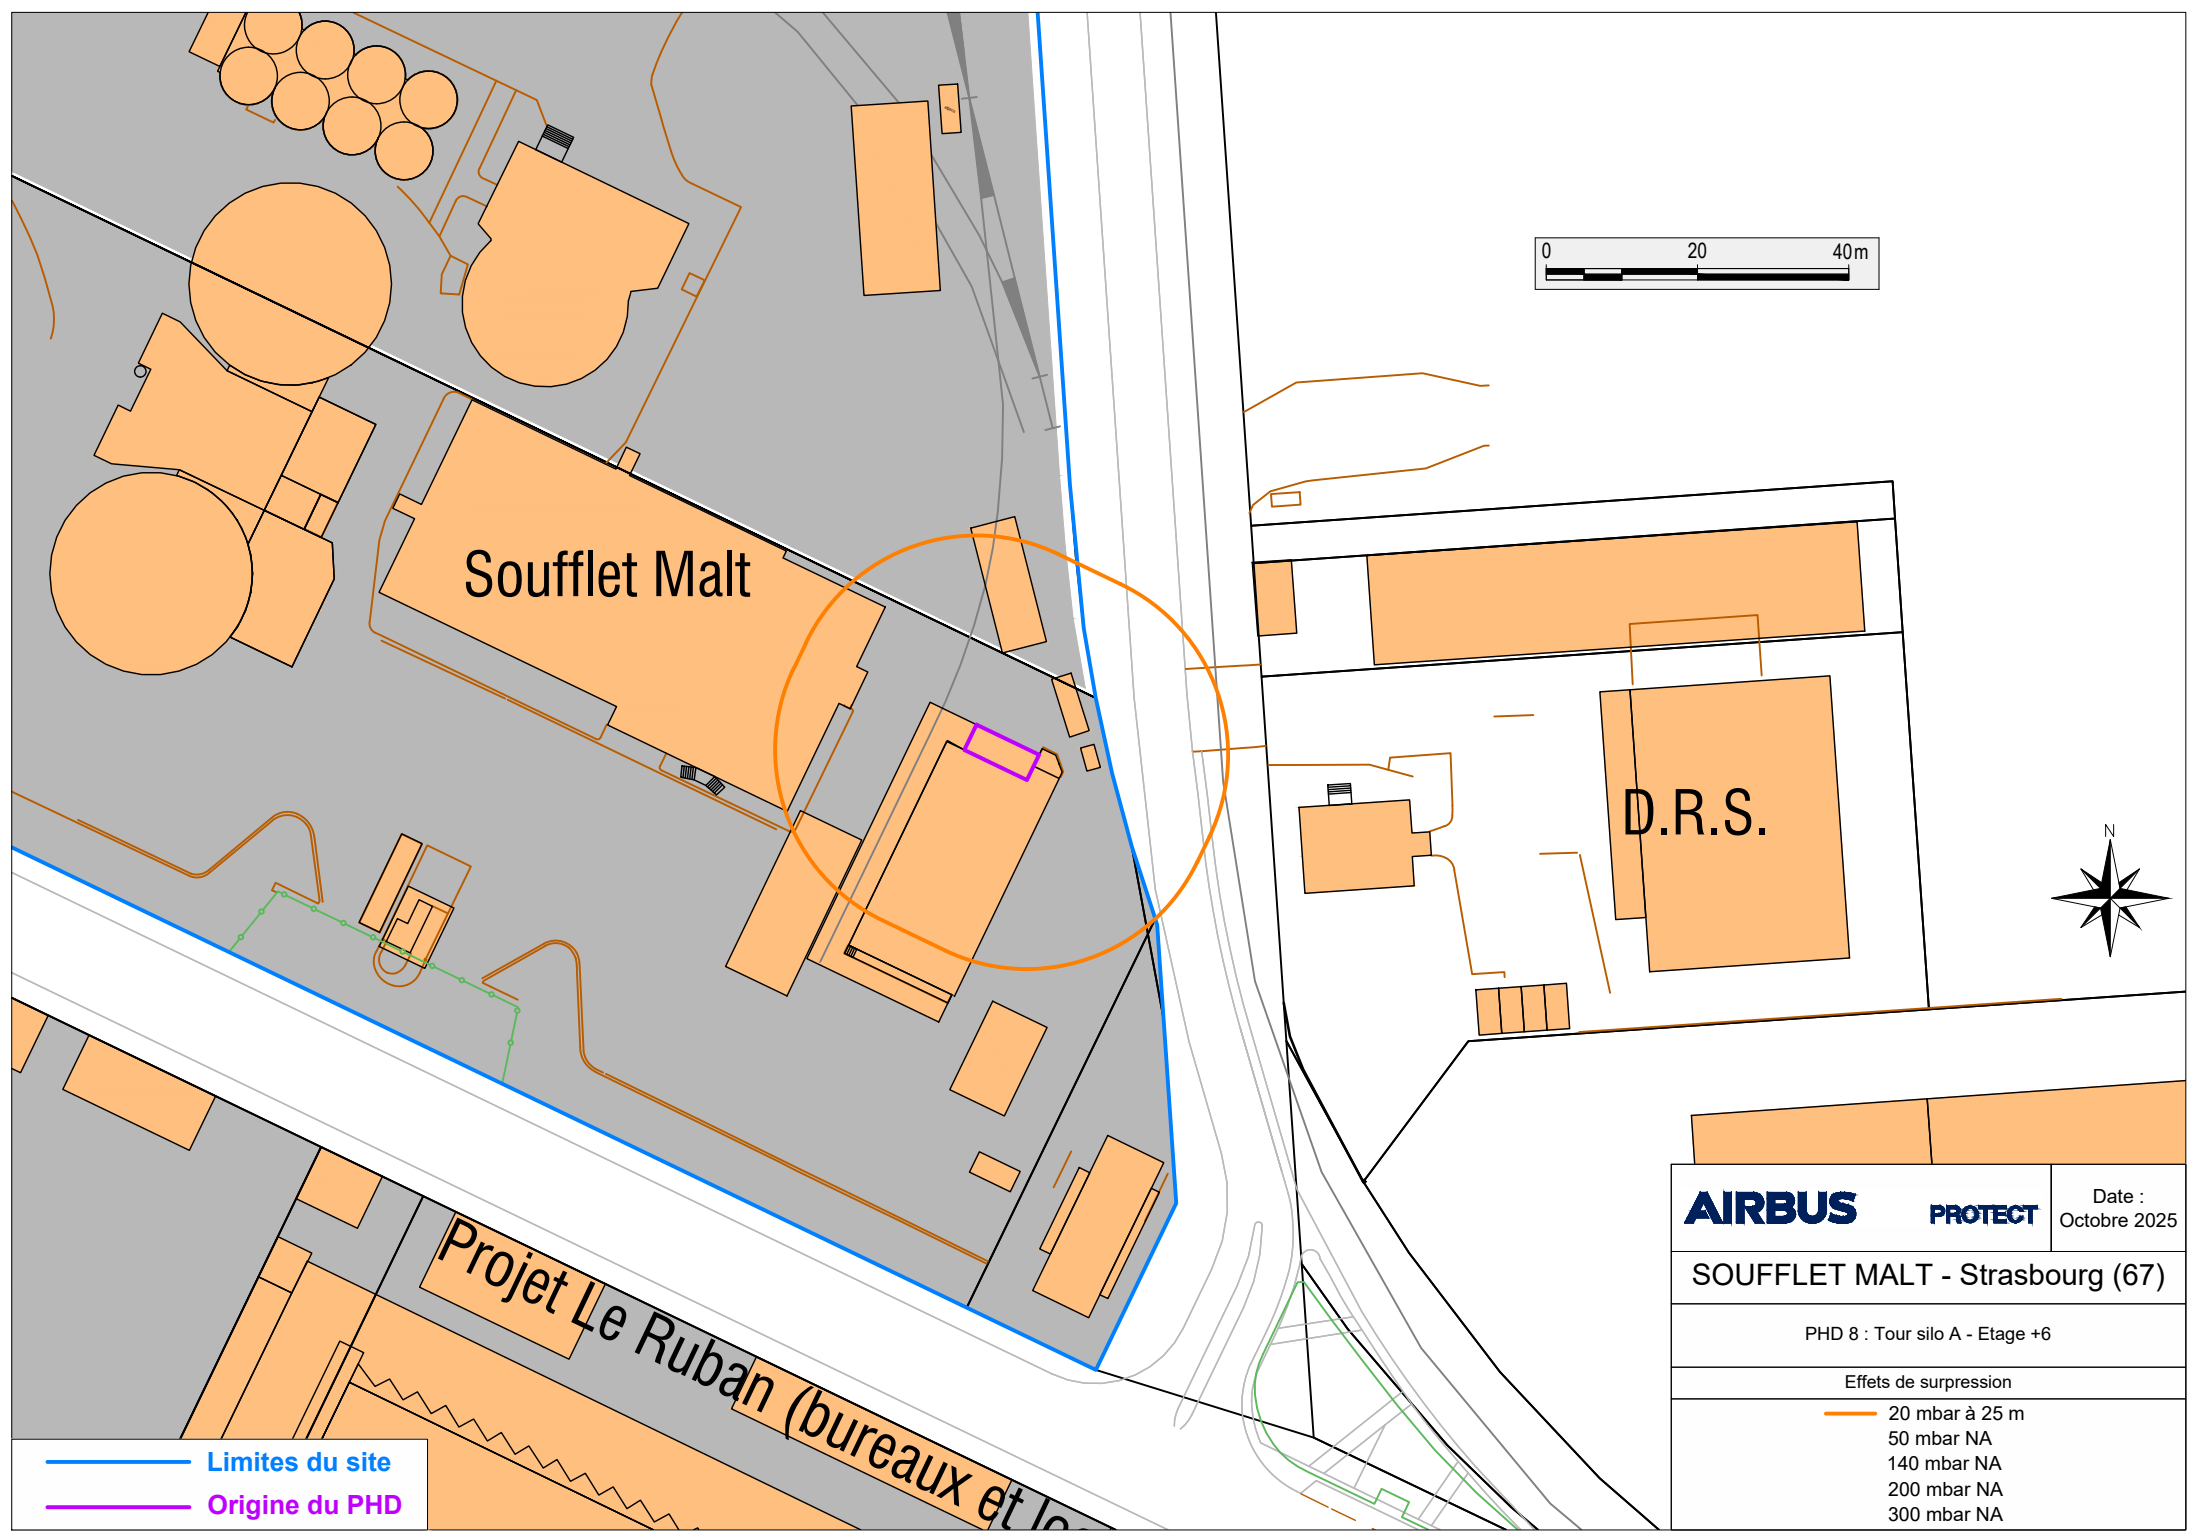 0 20 40m
Soufflet Malt
D.R.S.
N
Projet Le Ruban (bureaux et
AIRBUS PROTECT
Date :
Octobre 2025
SOUFFLET MALT - Strasbourg (67)
PHD 8 : Tour silo A - Etage +6
Effets de surpression
20 mbar à 25 m
50 mbar NA
140 mbar NA
200 mbar NA
300 mbar NA
Limites du site
Origine du PHD